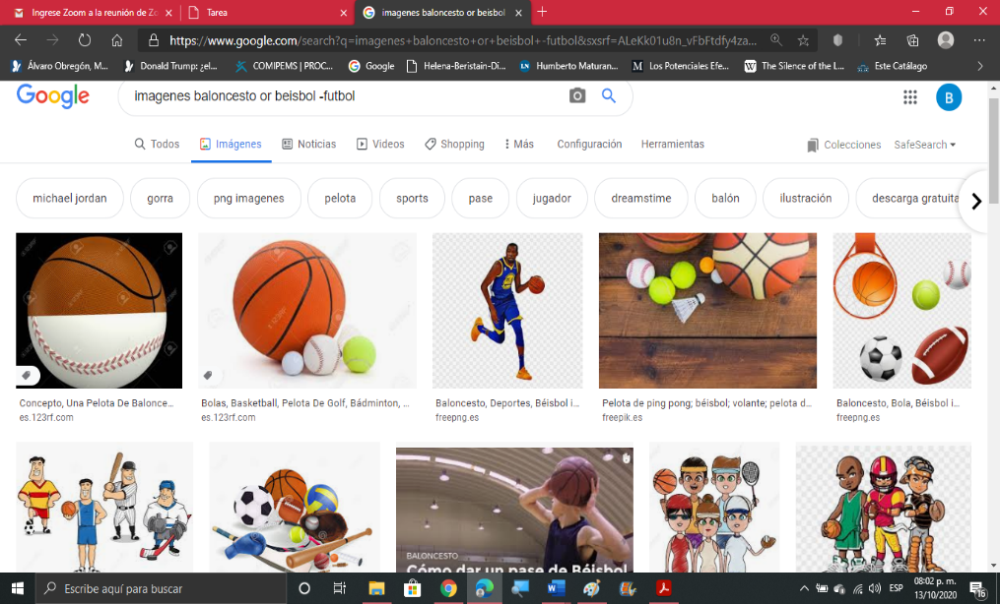 Ingrese Zoom a la reunión de Zo
Tarea
imagenes baloncesto or beisbol
https://www.google.com/search?q=imagenes+baloncesto+or+beisbol+-futbol&sxsrf=ALeKk01u8n_vFbFtdfy4za...
Álvaro Obregón, M...
Donald Trump: ¿el...
COMIPEMS | PROC...
Google
Helena-Beristain-Di...
Humberto Maturan...
Los Potenciales Efe...
The Silence of the L...
Este Catálago
Google
imagenes baloncesto or beisbol -futbol
B
Todos
Imágenes
Noticias
Videos
Shopping
Más
Configuración
Herramientas
Colecciones
SafeSearch
michael jordan
gorra
png imagenes
pelota
sports
pase
jugador
dreamstime
balón
ilustración
descarga gratuita
Concepto, Una Pelota De Balonce...
es.123rf.com
Bolas, Basketball, Pelota De Golf, Bádminton, ...
es.123rf.com
Baloncesto, Deportes, Béisbol i...
freepng.es
Pelota de ping pong; béisbol; volante; pelota d...
freepik.es
Baloncesto, Bola, Béisbol i...
freepng.es
BALONCESTO
Cómo dar un pase de Béisbol
Escribe aquí para buscar
ESP
08:02 p. m.
13/10/2020
16